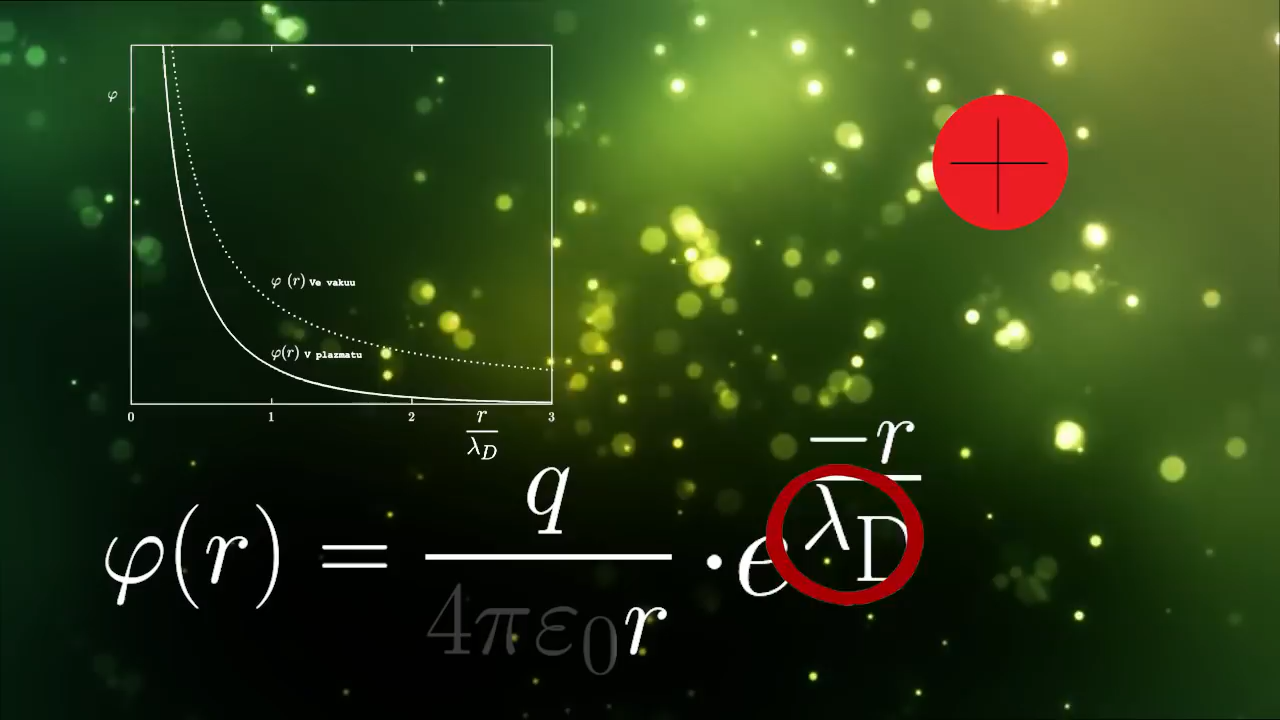 φ
φ (r) Ve vakuu
φ(r) V plazmatu
0 1 2 3
r
λ_D
φ(r) = q / 4πε₀r · e^(−r / λ_D)